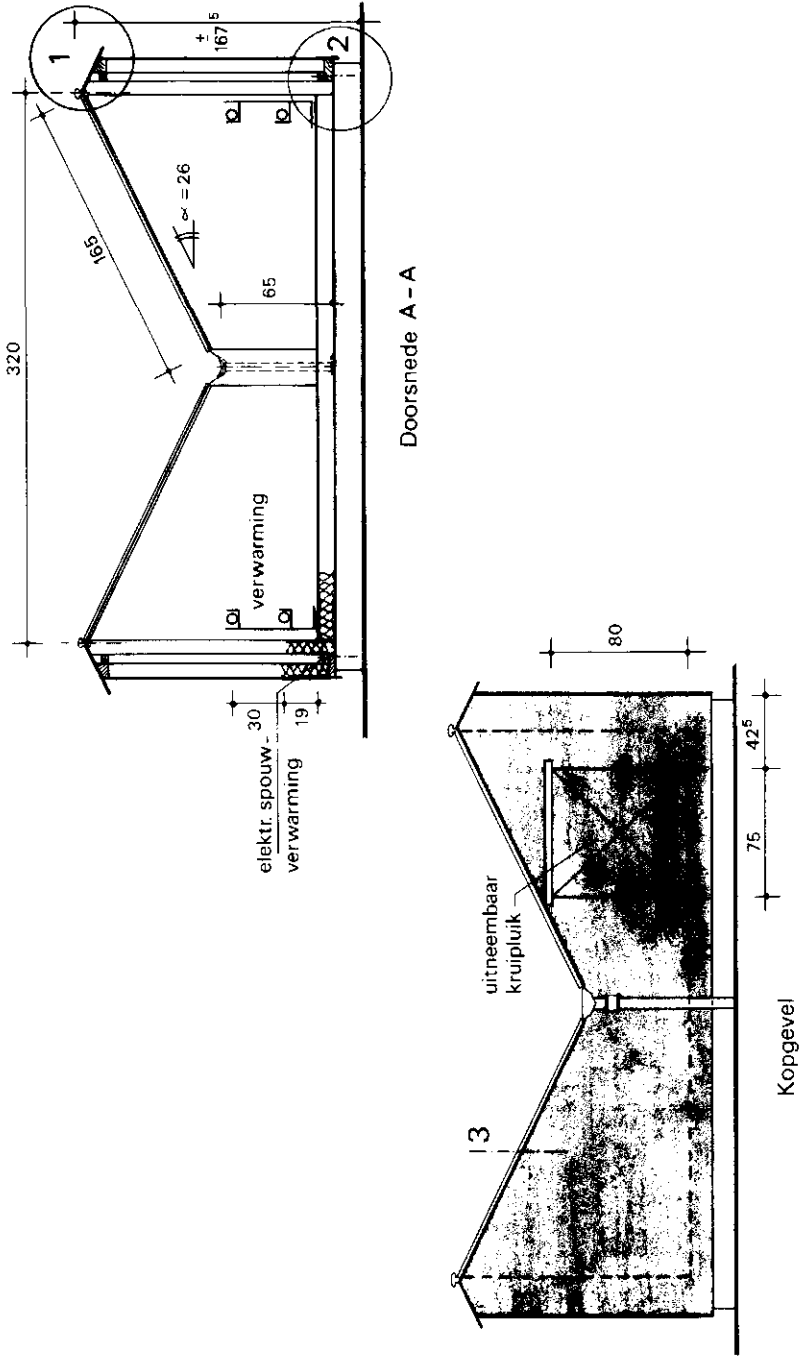 320
165
∝ = 26
65
1
± 167⁵
2
verwarming
30
19
elektr. spouw-
verwarming
Doorsnede A – A
3
uitneembaar
kruipluik
80
75
42⁵
Kopgevel